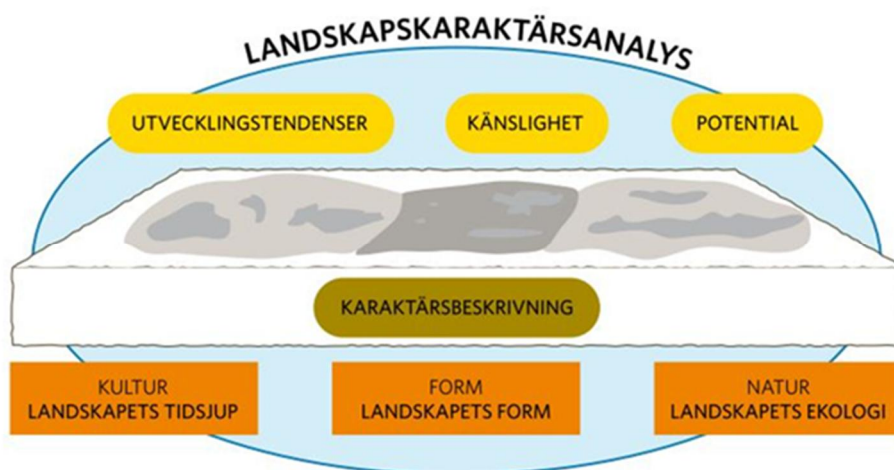 LANDSKAPSKARAKTÄRSANALYS
UTVECKLINGSTENDENSER
KÄNSLIGHET
POTENTIAL
KARAKTÄRSBESKRIVNING
KULTUR
LANDSKAPETS TIDSJUP
FORM
LANDSKAPETS FORM
NATUR
LANDSKAPETS EKOLOGI